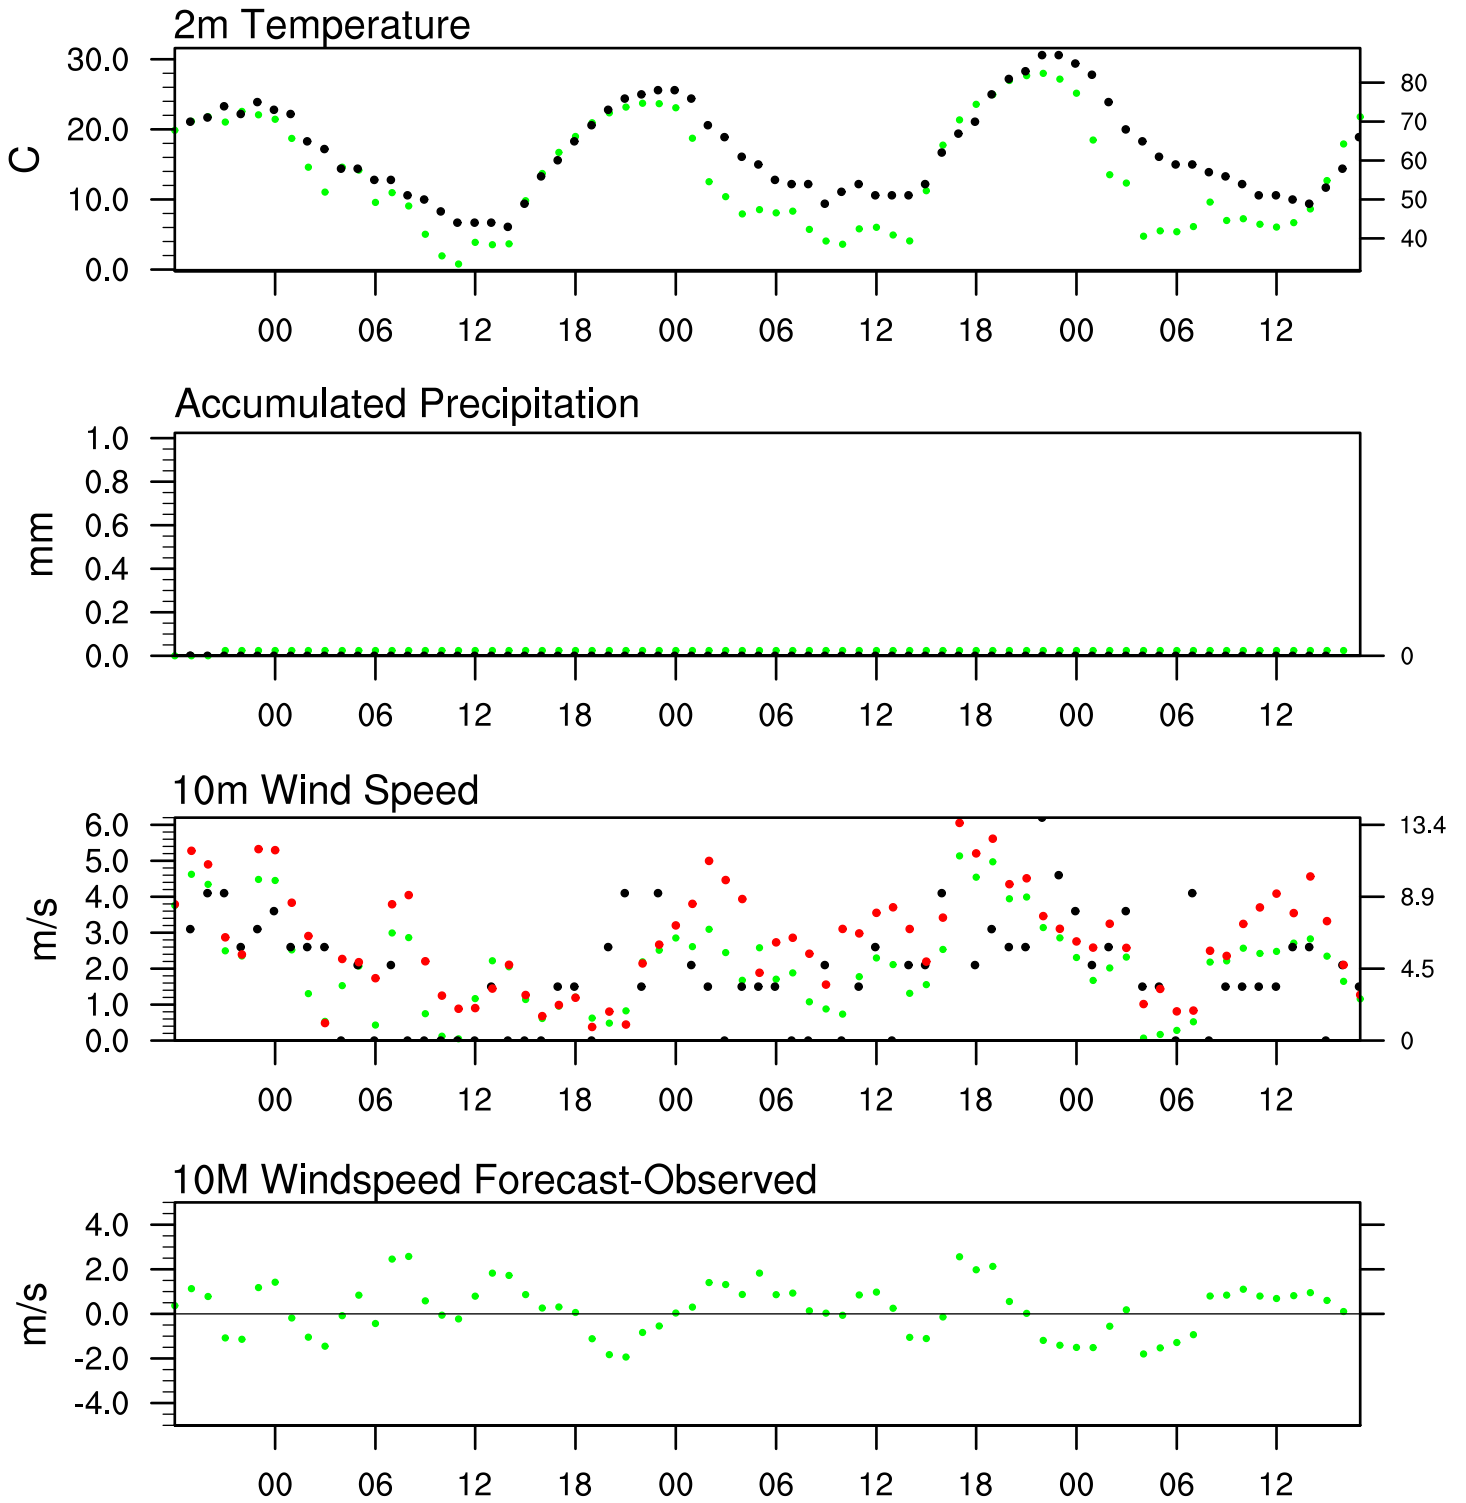 2m Temperature
30.0
20.0
10.0
0.0
C
80
70
60
50
40
00 06 12 18 00 06 12 18 00 06 12
Accumulated Precipitation
1.0
0.8
0.6
0.4
0.2
0.0
mm
0
00 06 12 18 00 06 12 18 00 06 12
10m Wind Speed
6.0
5.0
4.0
3.0
2.0
1.0
0.0
m/s
13.4
8.9
4.5
0
00 06 12 18 00 06 12 18 00 06 12
10M Windspeed Forecast-Observed
4.0
2.0
0.0
-2.0
-4.0
m/s
00 06 12 18 00 06 12 18 00 06 12